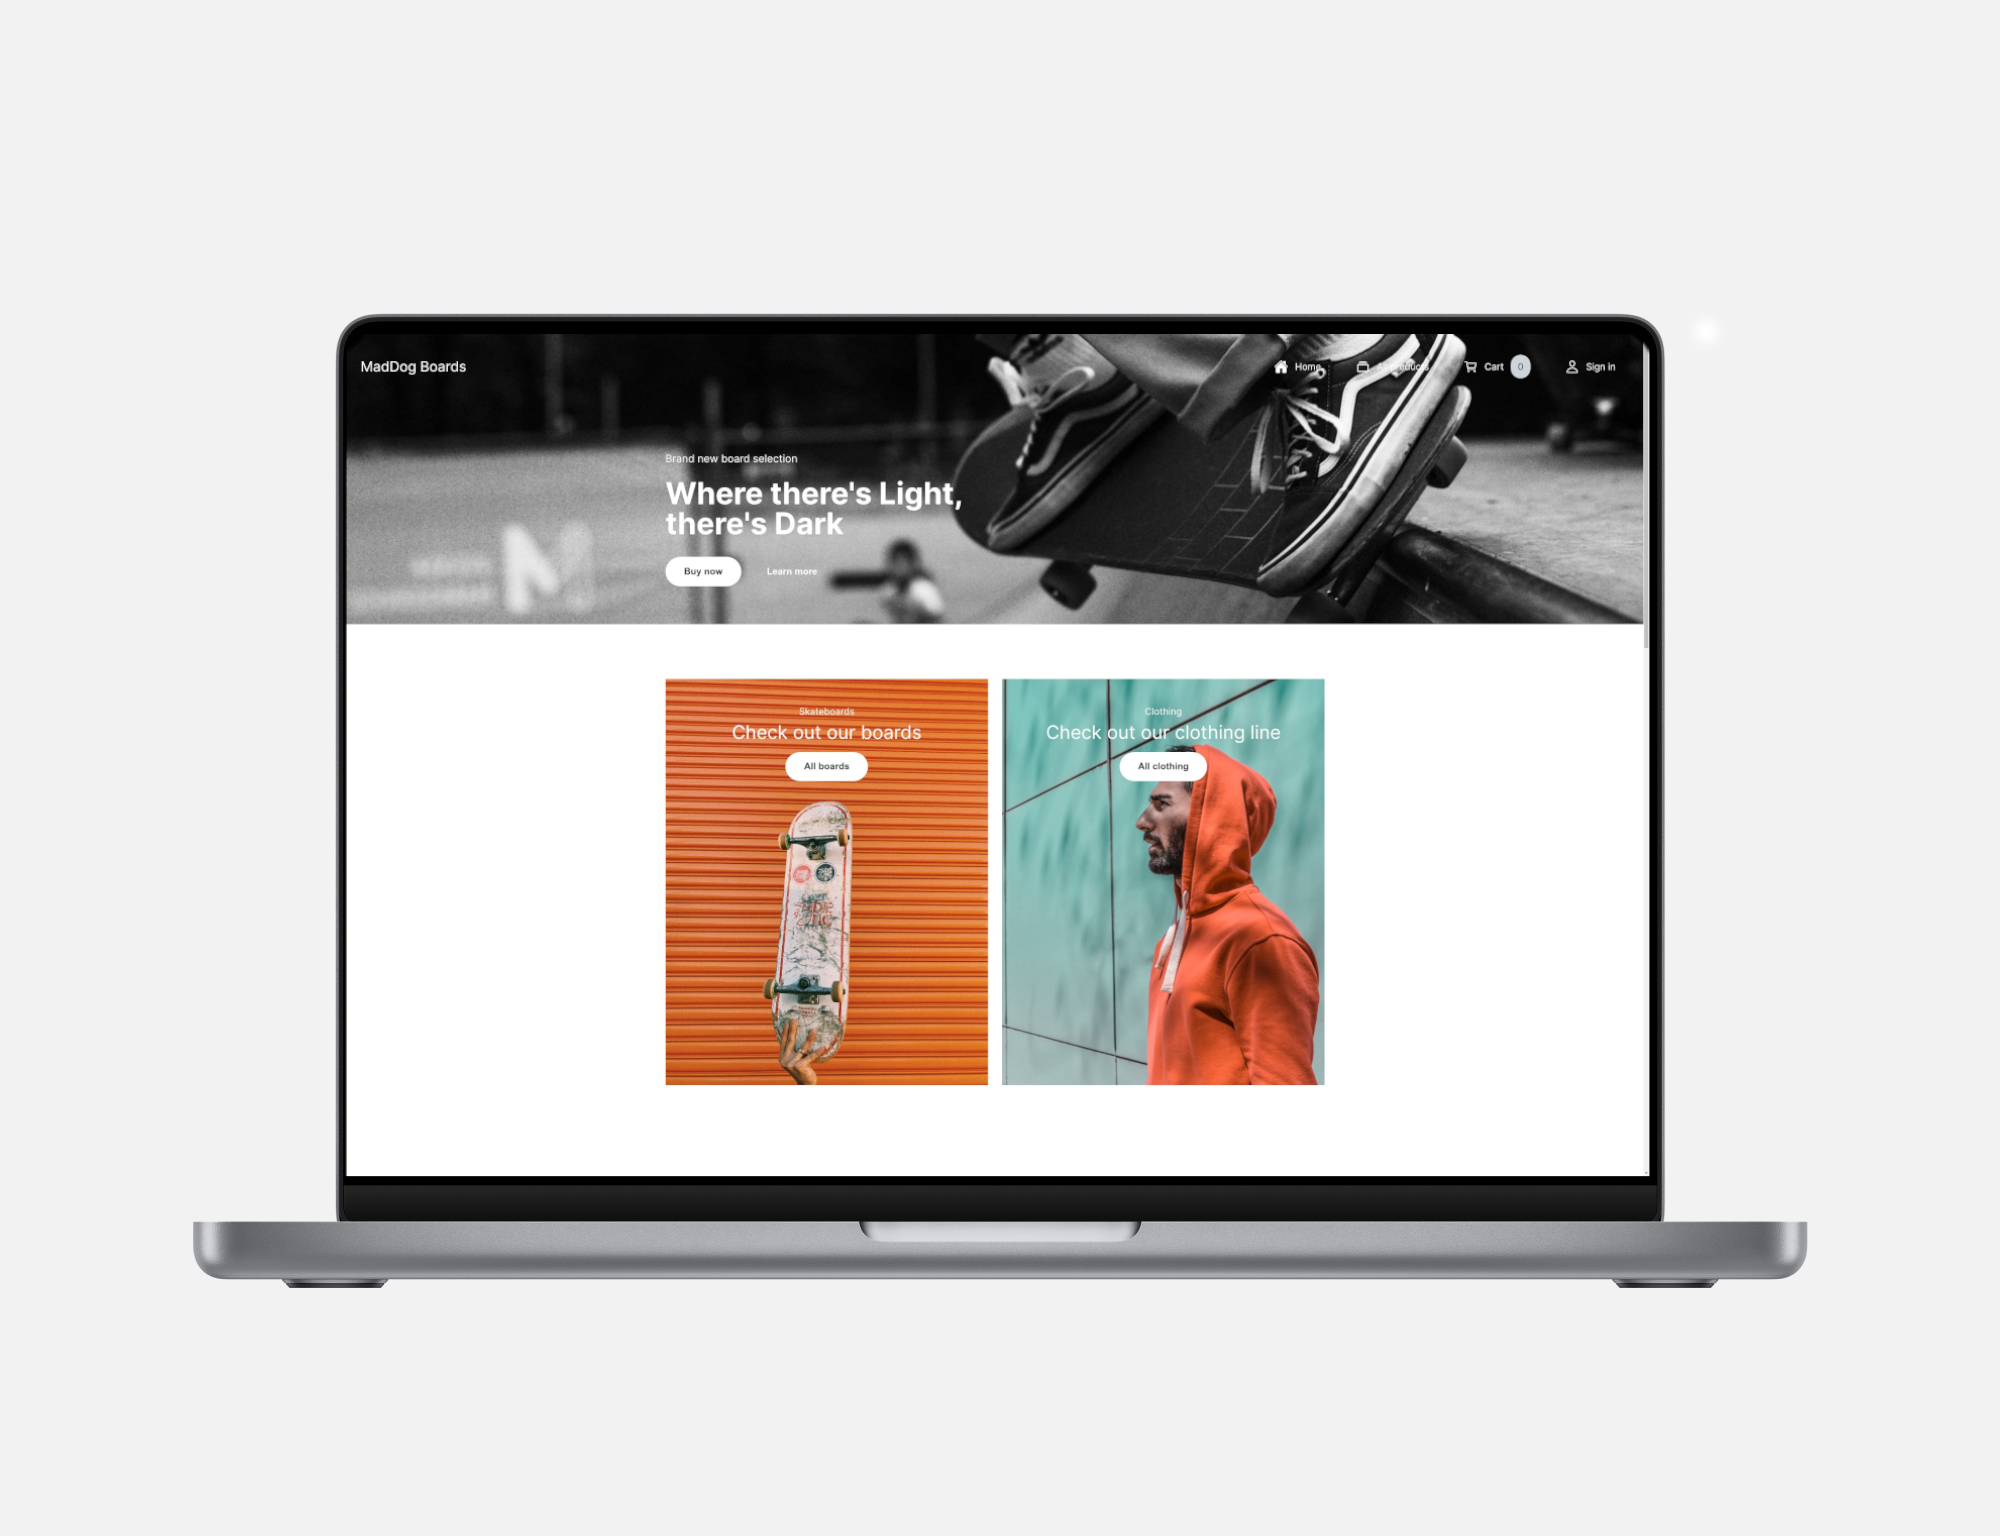 MadDog Boards
Home
Cart 0
Sign in
Brand new board selection
Where there's Light,
there's Dark
Buy now
Learn more
Skateboards
Check out our boards
All boards
Clothing
Check out our clothing line
All clothing